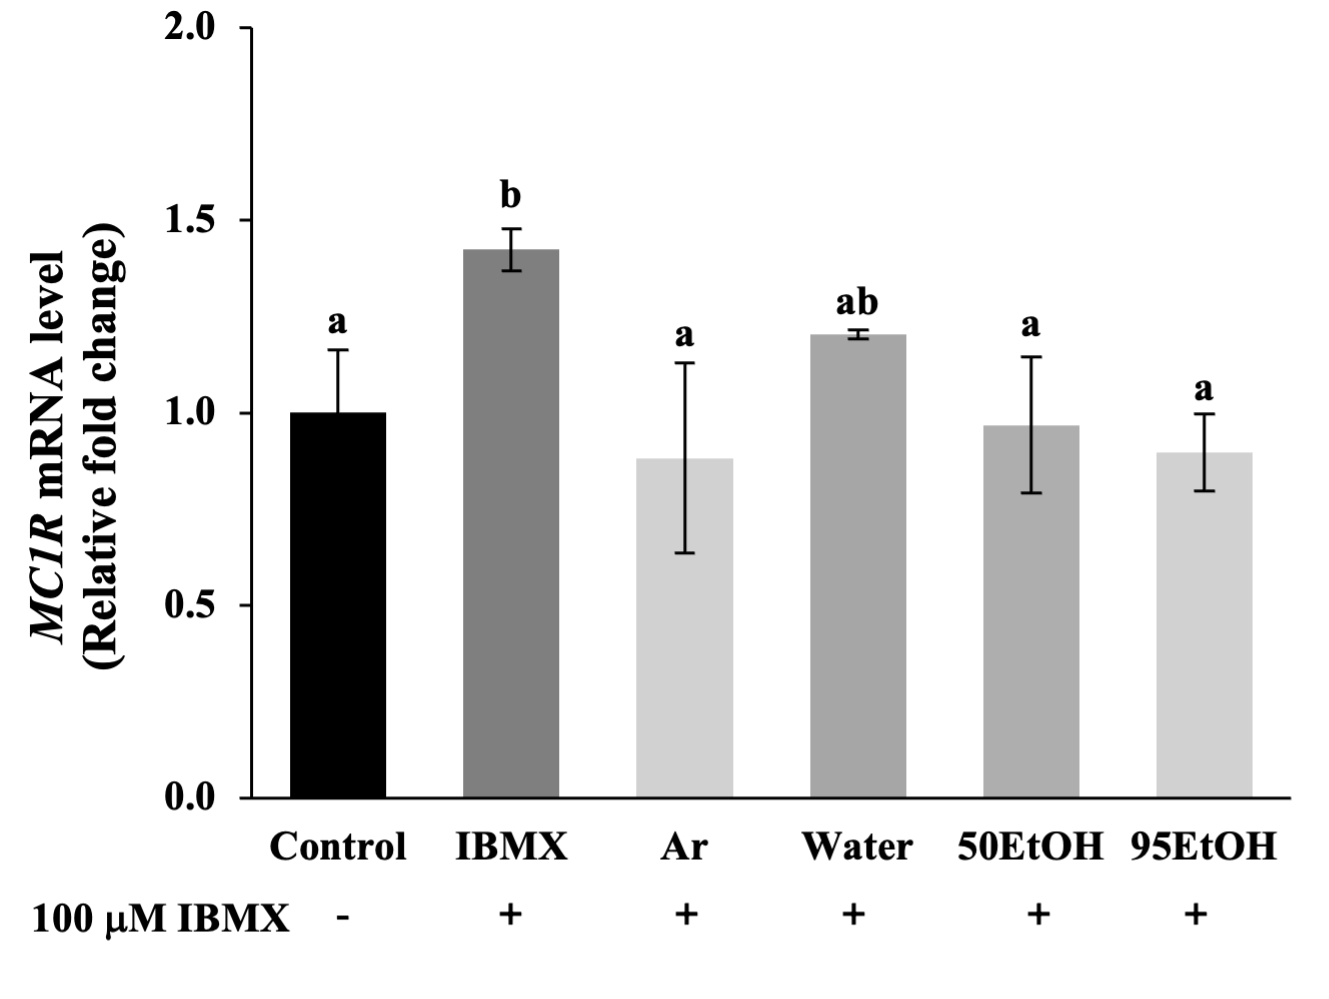 2.0
1.5
1.0
0.5
0.0
MC1R mRNA level
(Relative fold change)
a
b
a
ab
a
a
Control IBMX Ar Water 50EtOH 95EtOH
100 μM IBMX - + + + + +